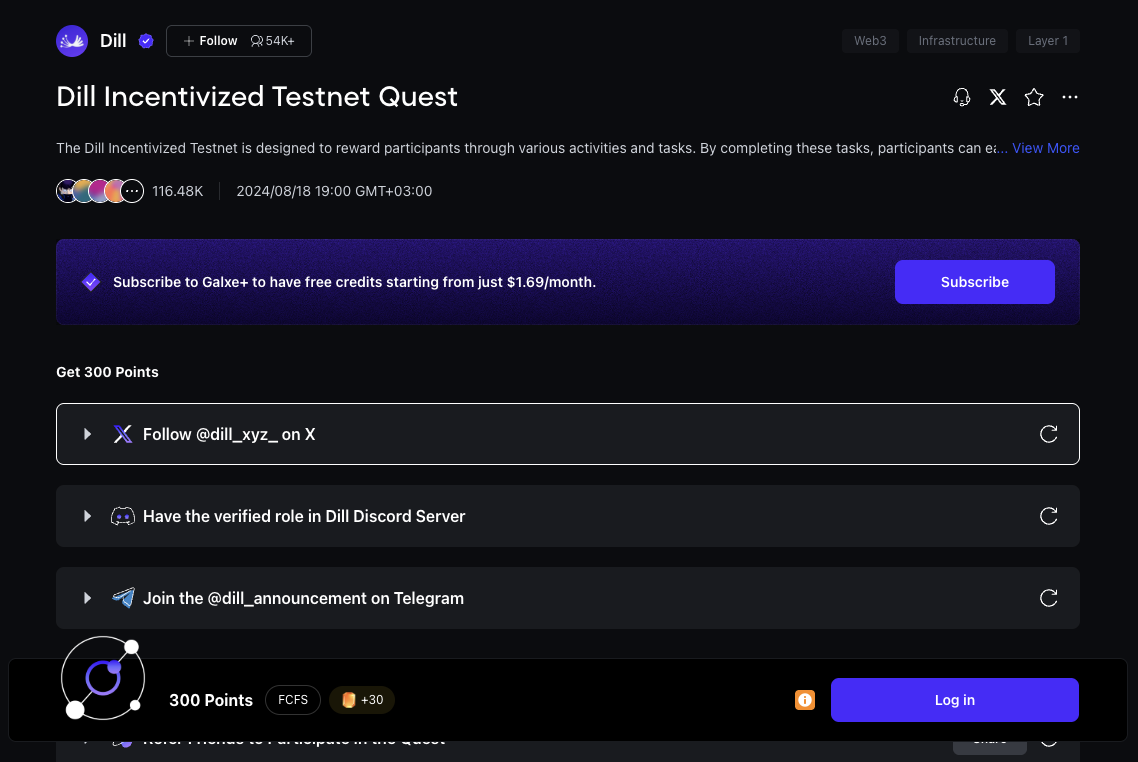 Dill
Follow 54K+
Web3 Infrastructure Layer 1
Dill Incentivized Testnet Quest
The Dill Incentivized Testnet is designed to reward participants through various activities and tasks. By completing these tasks, participants can ea... View More
116.48K 2024/08/18 19:00 GMT+03:00
Subscribe to Galxe+ to have free credits starting from just $1.69/month. Subscribe
Get 300 Points
Follow @dill_xyz_ on X
Have the verified role in Dill Discord Server
Join the @dill_announcement on Telegram
300 Points FCFS +30 Log in
Refer Friends to Participate in the Quest Share